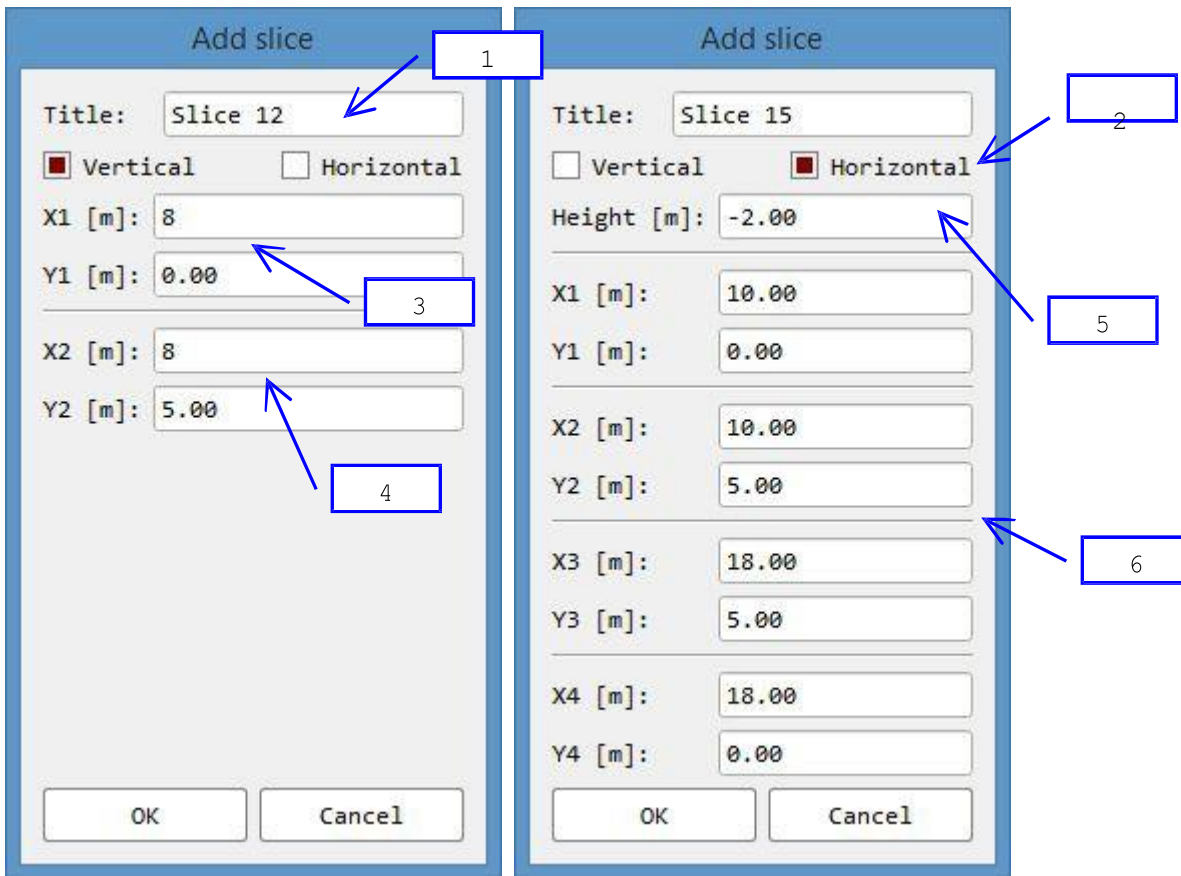 Add slice
1
Title: Slice 12
Vertical Horizontal
X1 [m]: 8
Y1 [m]: 0.00
3
X2 [m]: 8
Y2 [m]: 5.00
4
OK Cancel
Add slice
2
Title: Slice 15
Vertical Horizontal
Height [m]: -2.00
5
X1 [m]: 10.00
Y1 [m]: 0.00
X2 [m]: 10.00
Y2 [m]: 5.00
6
X3 [m]: 18.00
Y3 [m]: 5.00
X4 [m]: 18.00
Y4 [m]: 0.00
OK Cancel